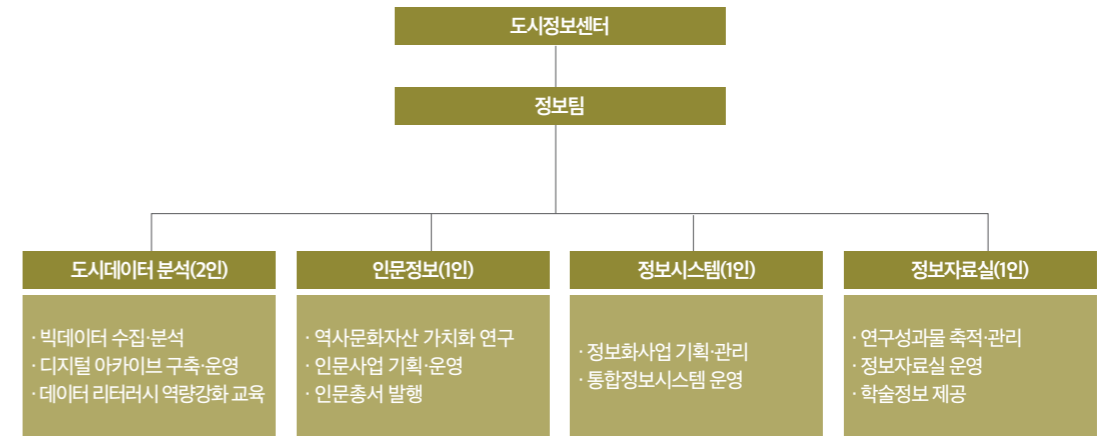 도시정보센터
정보팀
도시데이터 분석(2인)
· 빅데이터 수집·분석
· 디지털 아카이브 구축·운영
· 데이터 리터러시 역량강화 교육
인문정보(1인)
· 역사문화자산 가치화 연구
· 인문사업 기획·운영
· 인문총서 발행
정보시스템(1인)
· 정보화사업 기획·관리
· 통합정보시스템 운영
정보자료실(1인)
· 연구성과물 축적·관리
· 정보자료실 운영
· 학술정보 제공